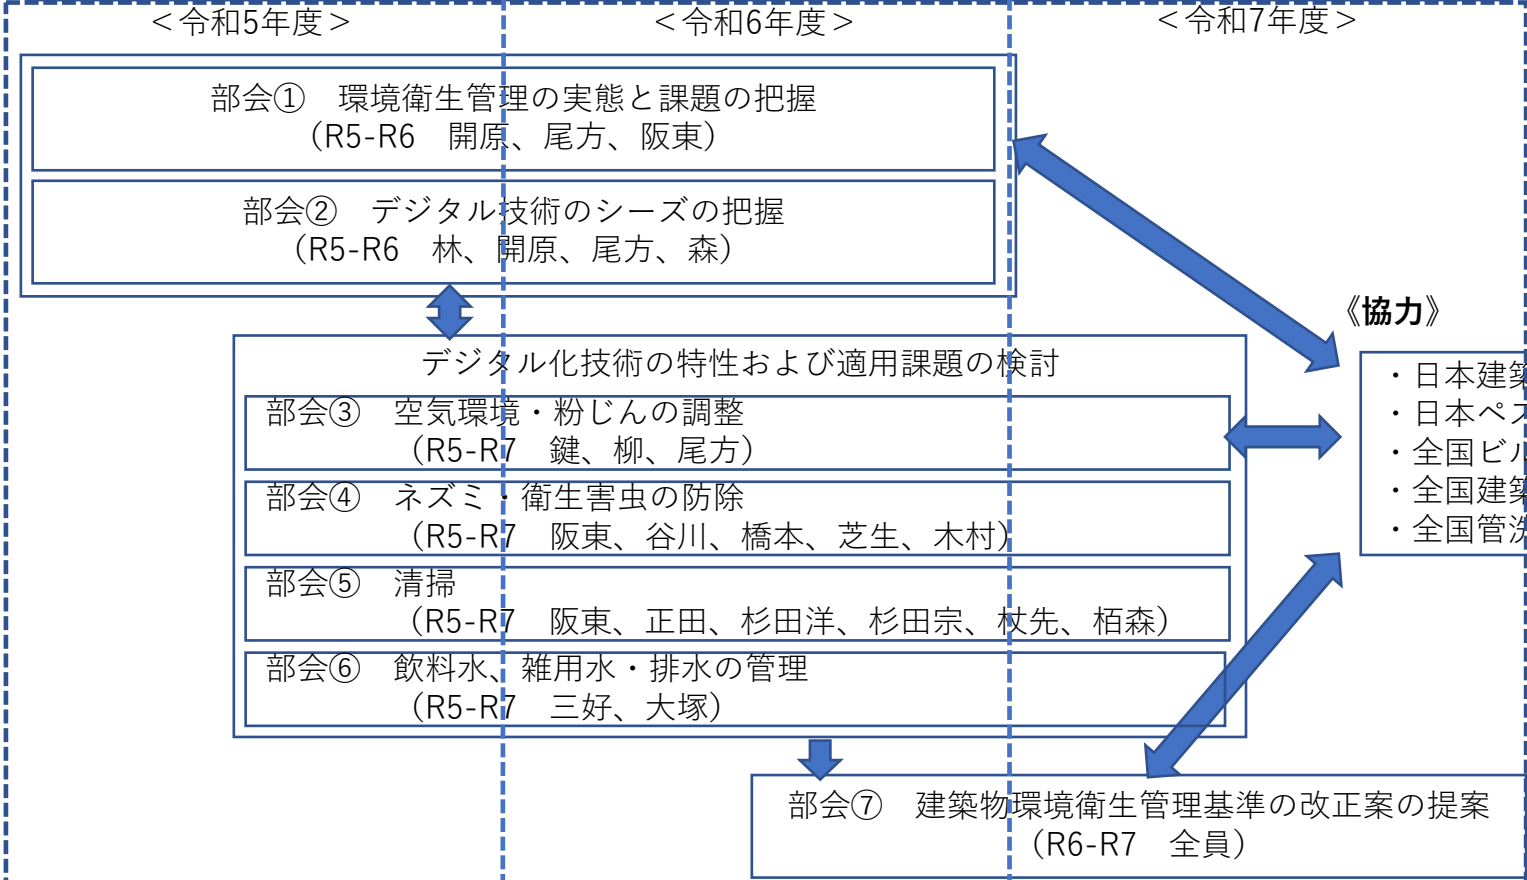 ＜令和5年度＞
＜令和6年度＞
＜令和7年度＞
部会①　環境衛生管理の実態と課題の把握
（R5-R6　開原、尾方、阪東）
部会②　デジタル技術のシーズの把握
（R5-R6　林、開原、尾方、森）
デジタル化技術の特性および適用課題の検討
部会③　空気環境・粉じんの調整
（R5-R7　鍵、柳、尾方）
部会④　ネズミ・衛生害虫の防除
（R5-R7　阪東、谷川、橋本、芝生、木村）
部会⑤　清掃
（R5-R7　阪東、正田、杉田洋、杉田宗、杖先、栢森）
部会⑥　飲料水、雑用水・排水の管理
（R5-R7　三好、大塚）
《協力》
・日本建築
・日本ペス
・全国ビル
・全国建築
・全国管洗
部会⑦　建築物環境衛生管理基準の改正案の提案
（R6-R7　全員）